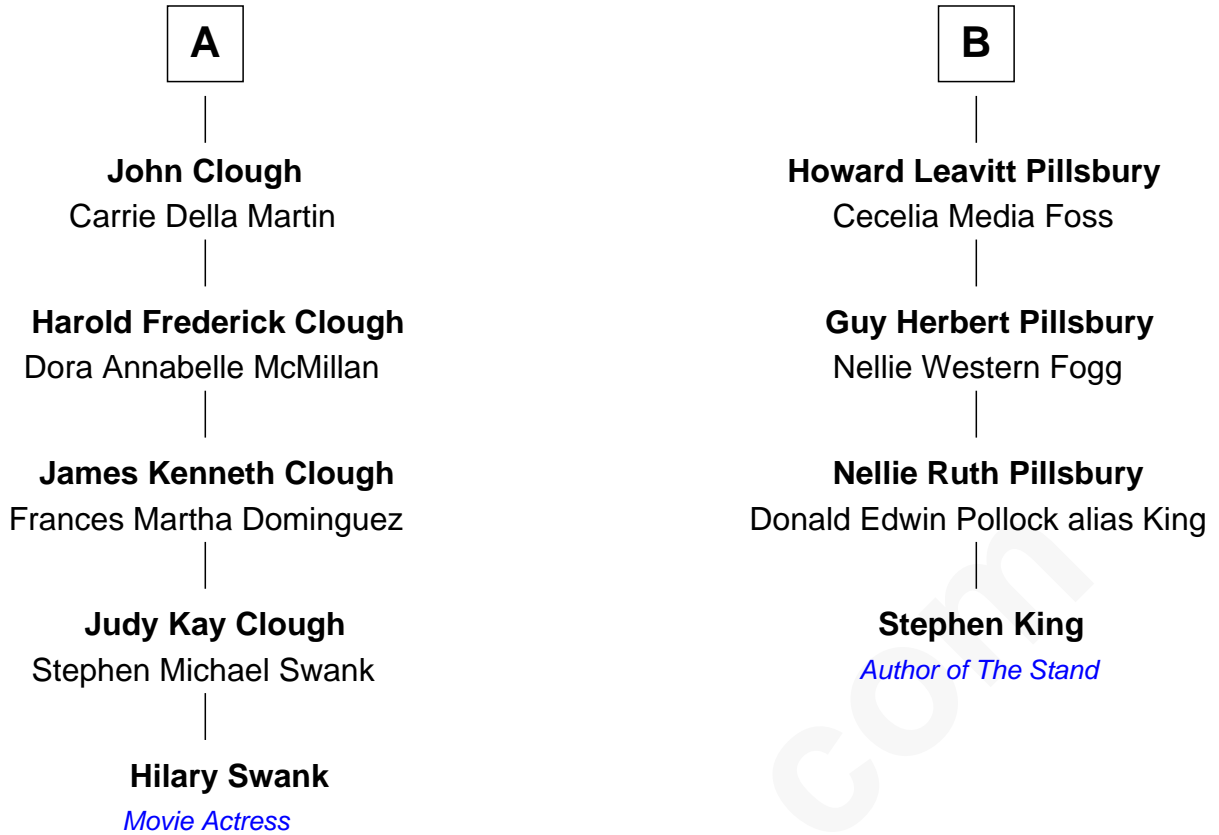 A
John Clough
Carrie Della Martin
Harold Frederick Clough
Dora Annabelle McMillan
James Kenneth Clough
Frances Martha Dominguez
Judy Kay Clough
Stephen Michael Swank
Hilary Swank
Movie Actress
B
Howard Leavitt Pillsbury
Cecelia Media Foss
Guy Herbert Pillsbury
Nellie Western Fogg
Nellie Ruth Pillsbury
Donald Edwin Pollock alias King
Stephen King
Author of The Stand
com